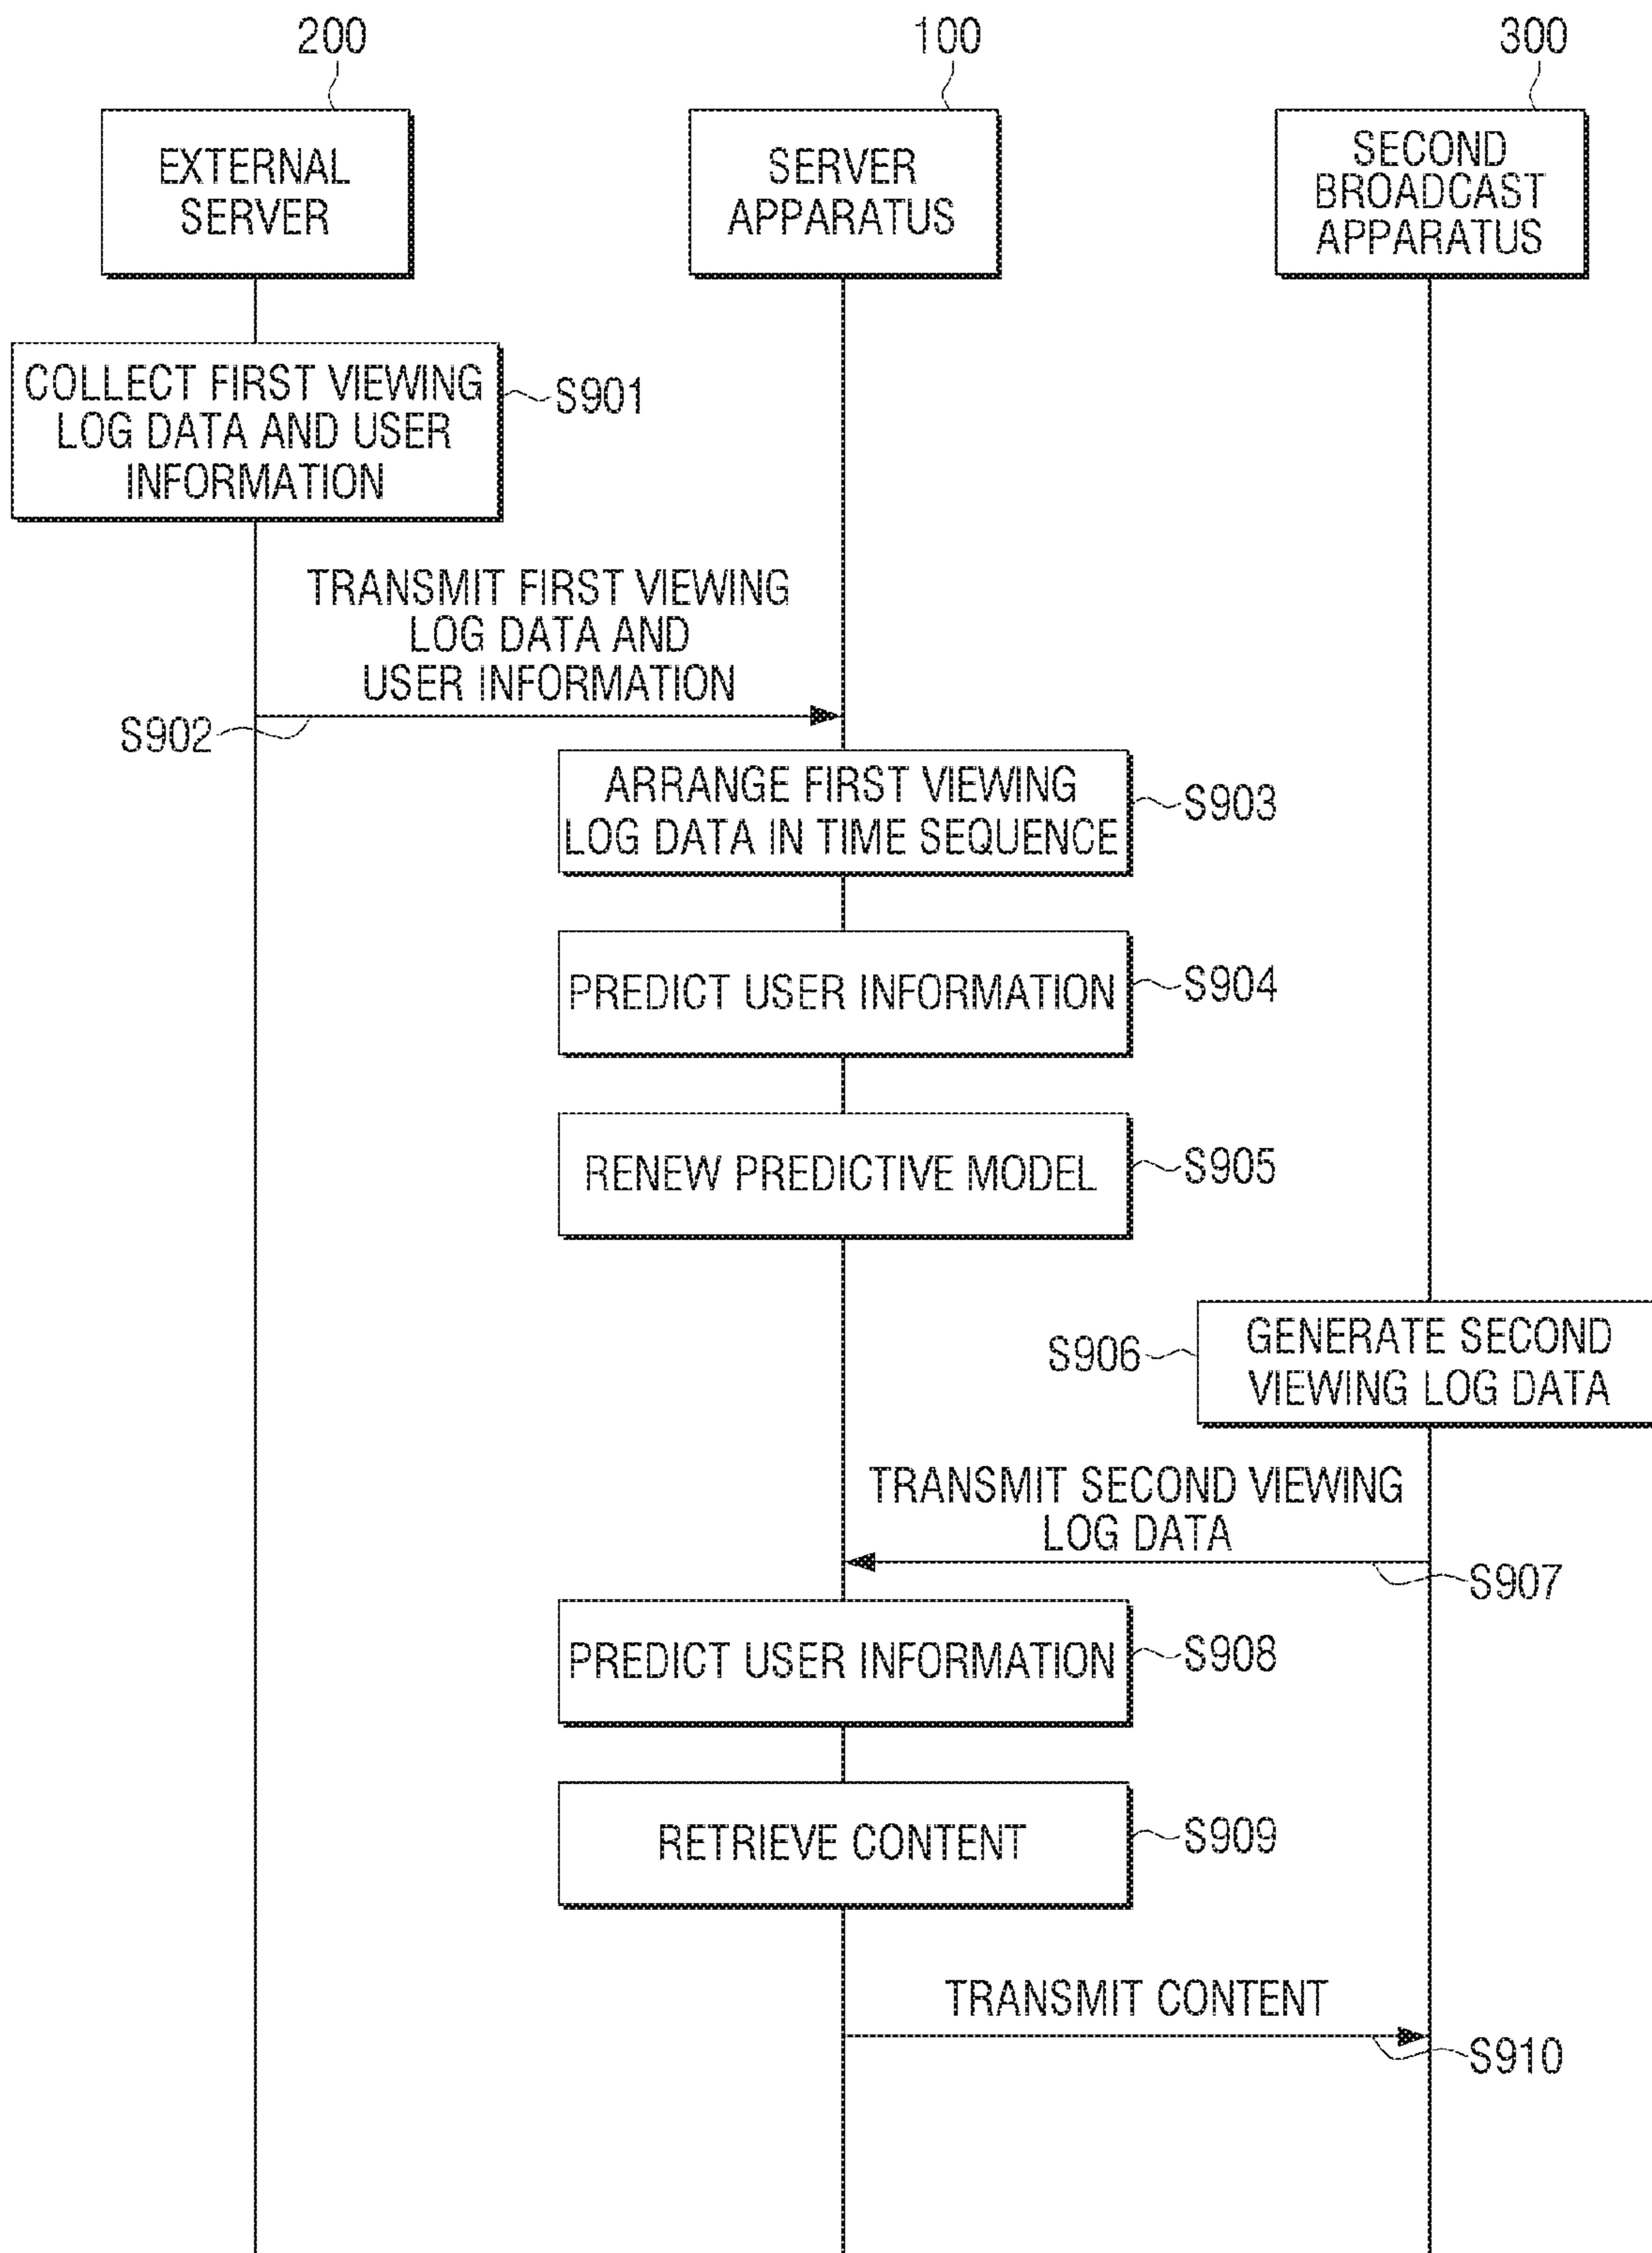 200
100
300
EXTERNAL
SERVER
SERVER
APPARATUS
SECOND
BROADCAST
APPARATUS
COLLECT FIRST VIEWING
LOG DATA AND USER
INFORMATION
S901
TRANSMIT FIRST VIEWING
LOG DATA AND
USER INFORMATION
S902
ARRANGE FIRST VIEWING
LOG DATA IN TIME SEQUENCE
S903
PREDICT USER INFORMATION
S904
RENEW PREDICTIVE MODEL
S905
S906
GENERATE SECOND
VIEWING LOG DATA
TRANSMIT SECOND VIEWING
LOG DATA
S907
PREDICT USER INFORMATION
S908
RETRIEVE CONTENT
S909
TRANSMIT CONTENT
S910